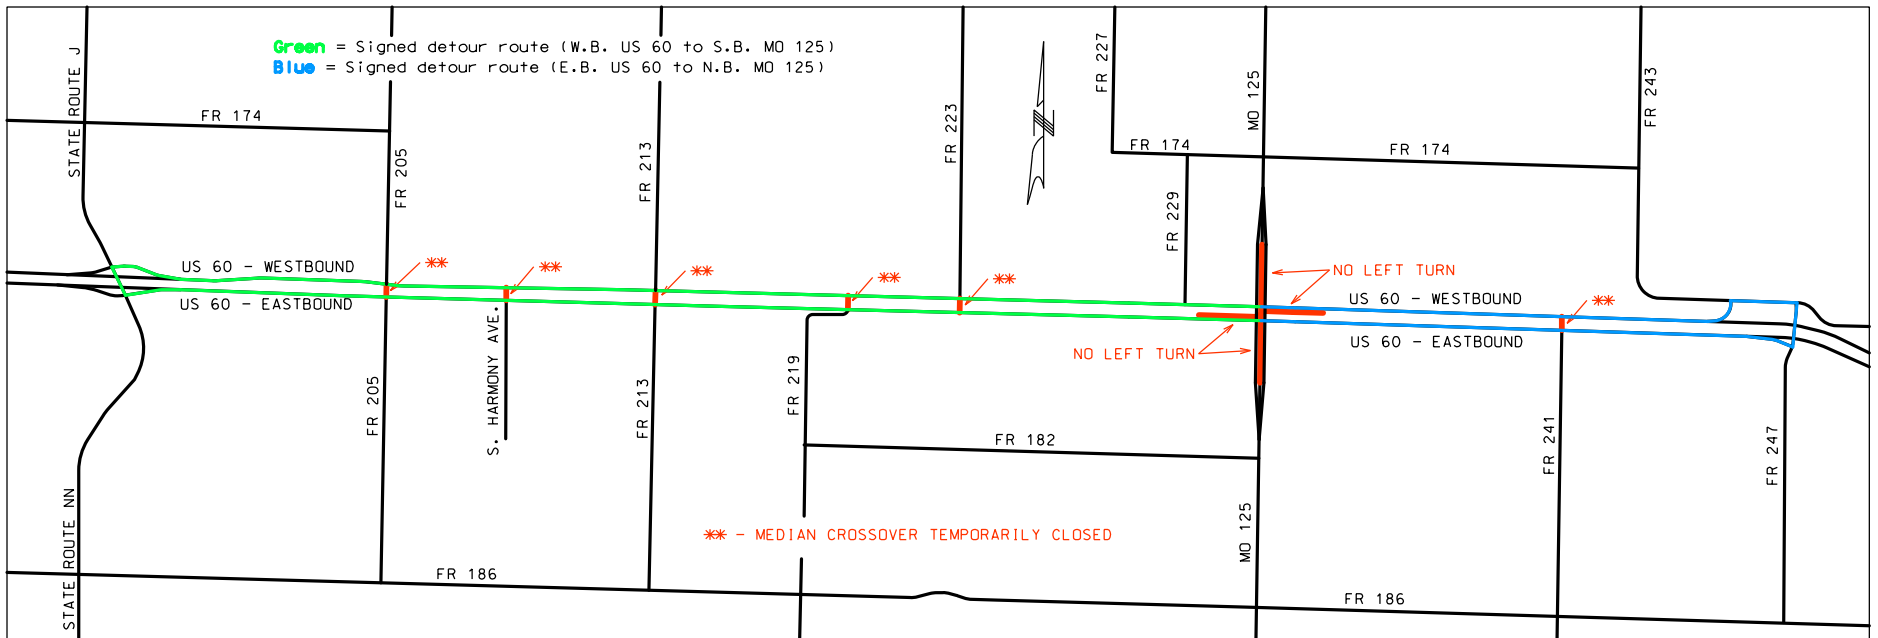 Green = Signed detour route (W.B. US 60 to S.B. MO 125)
Blue = Signed detour route (E.B. US 60 to N.B. MO 125)
STATE ROUTE J
FR 174
FR 205
FR 213
FR 223
N
FR 227
MO 125
FR 243
FR 174
FR 174
FR 229
US 60 - WESTBOUND
**
**
**
**
**
NO LEFT TURN
US 60 - WESTBOUND
**
US 60 - EASTBOUND
US 60 - EASTBOUND
NO LEFT TURN
S. HARMONY AVE.
FR 205
FR 213
FR 219
FR 182
FR 241
FR 247
STATE ROUTE NN
** - MEDIAN CROSSOVER TEMPORARILY CLOSED
MO 125
FR 186
FR 186